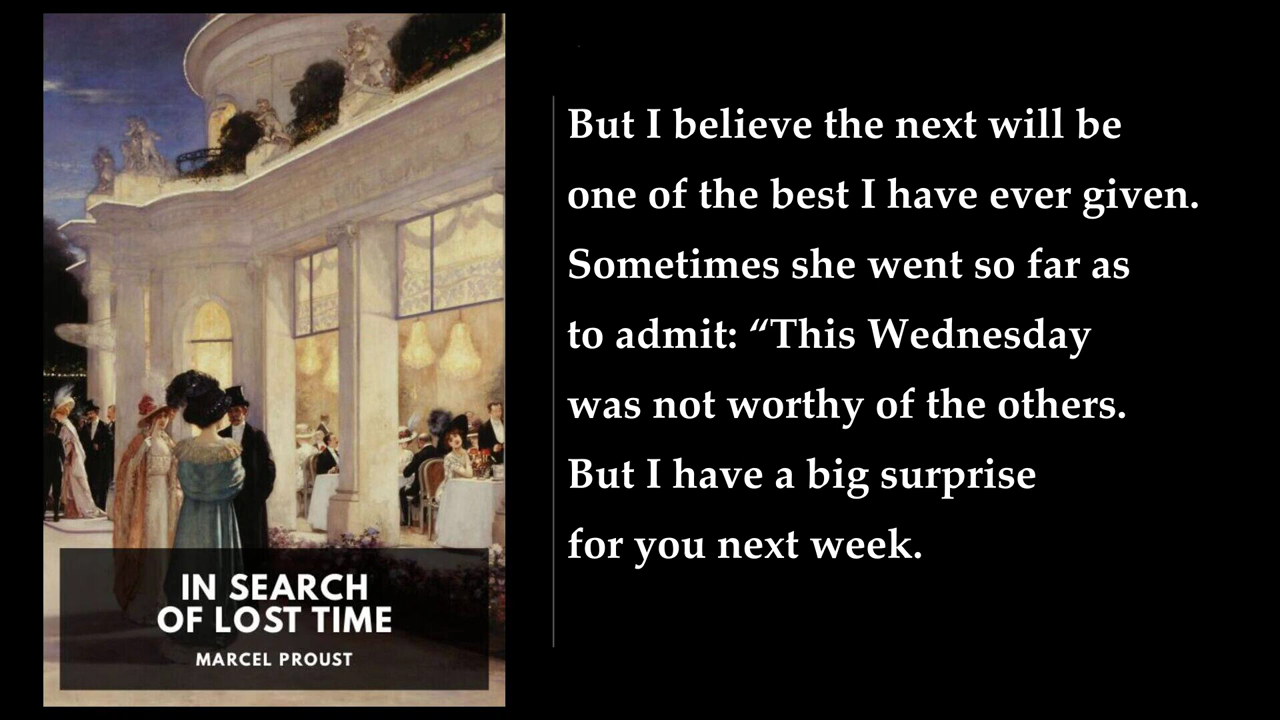 IN SEARCH
OF LOST TIME
MARCEL PROUST
But I believe the next will be
one of the best I have ever given.
Sometimes she went so far as
to admit: “This Wednesday
was not worthy of the others.
But I have a big surprise
for you next week.